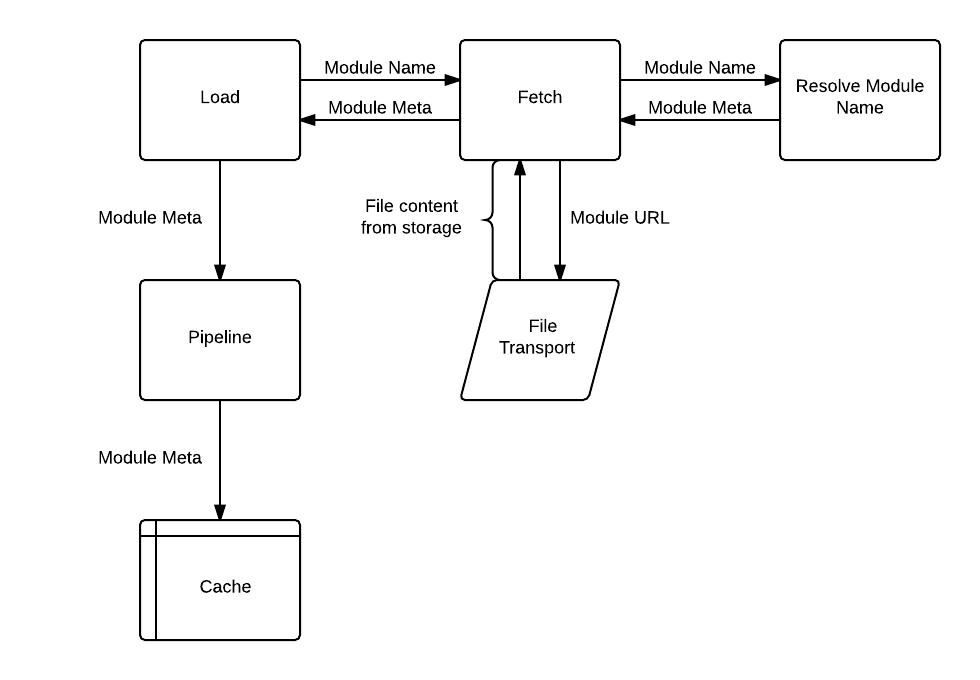 Load
Module Name
Module Meta
Fetch
Module Name
Module Meta
Resolve Module
Name
Module Meta
File content
from storage
Module URL
Pipeline
File
Transport
Module Meta
Cache